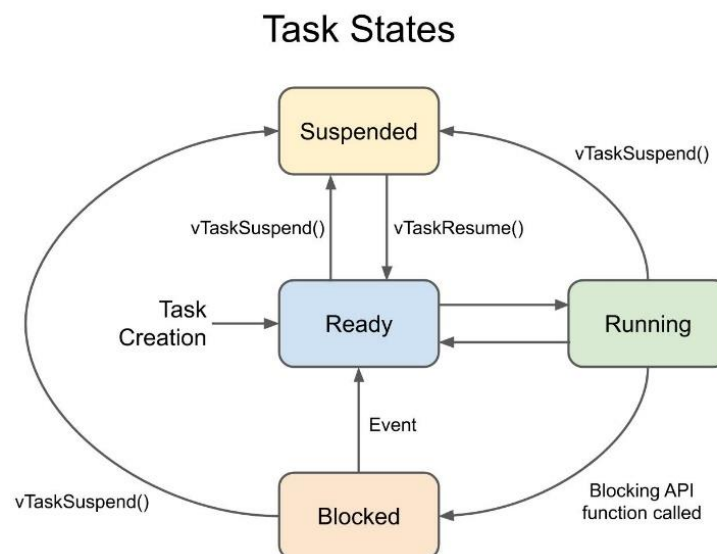 Task States
Suspended
vTaskSuspend()
vTaskSuspend()
vTaskResume()
Task
Creation
Ready
Running
Event
vTaskSuspend()
Blocked
Blocking API
function called